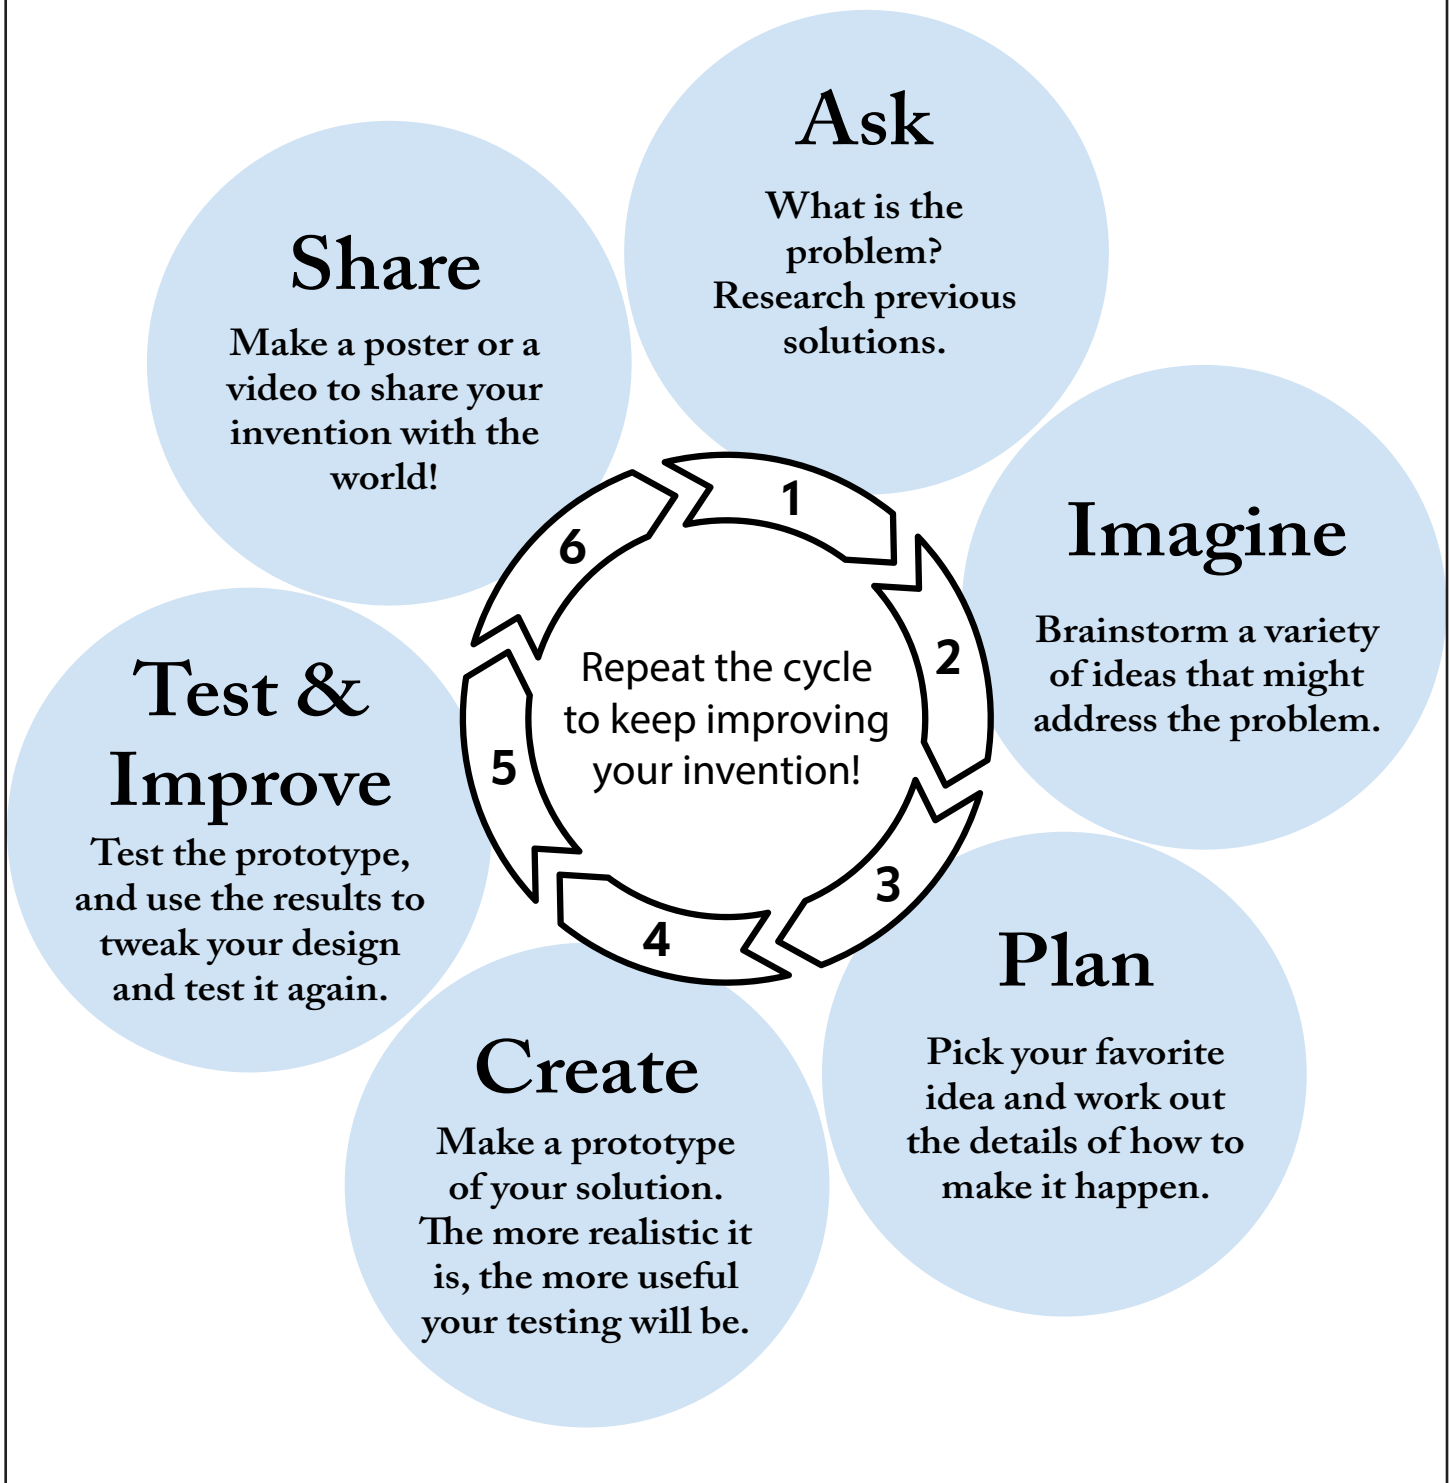 Ask
What is the
problem?
Research previous
solutions.
Imagine
Brainstorm a variety
of ideas that might
address the problem.
Plan
Pick your favorite
idea and work out
the details of how to
make it happen.
Create
Make a prototype
of your solution.
The more realistic it
is, the more useful
your testing will be.
Test &
Improve
Test the prototype,
and use the results to
tweak your design
and test it again.
Share
Make a poster or a
video to share your
invention with the
world!
1
2
3
4
5
6
Repeat the cycle
to keep improving
your invention!